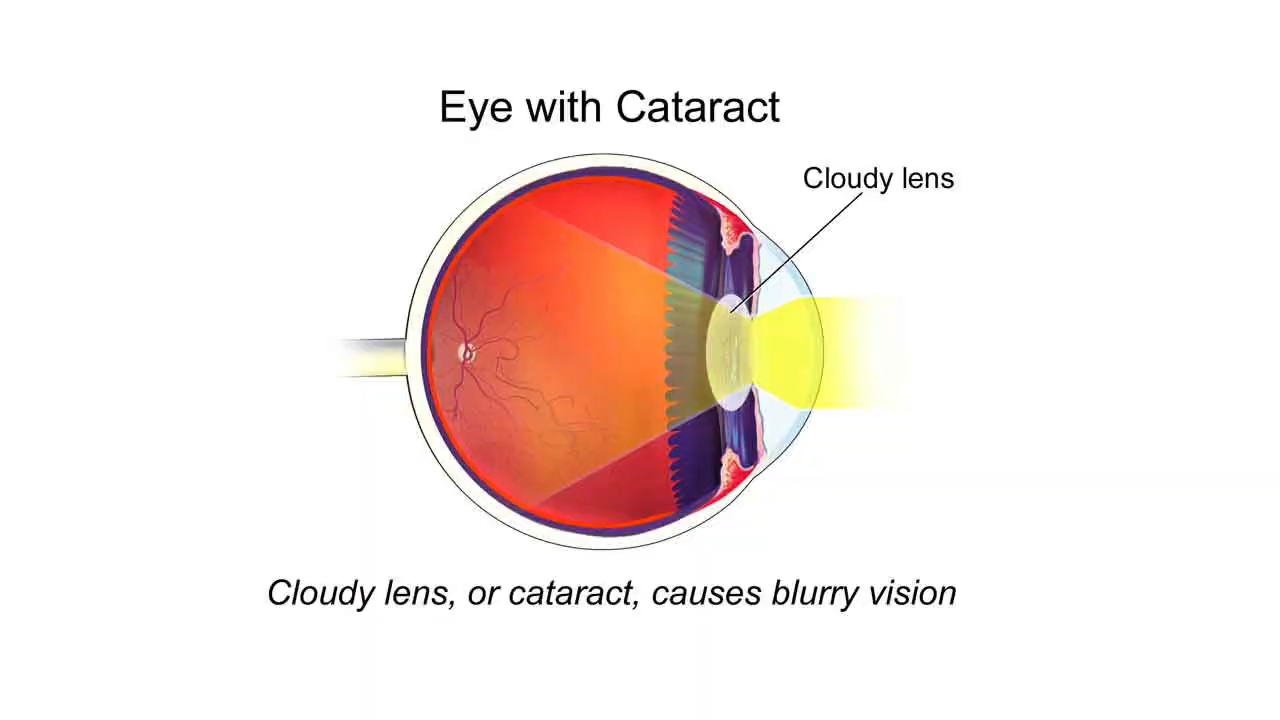 Eye with Cataract
Cloudy lens
Cloudy lens, or cataract, causes blurry vision